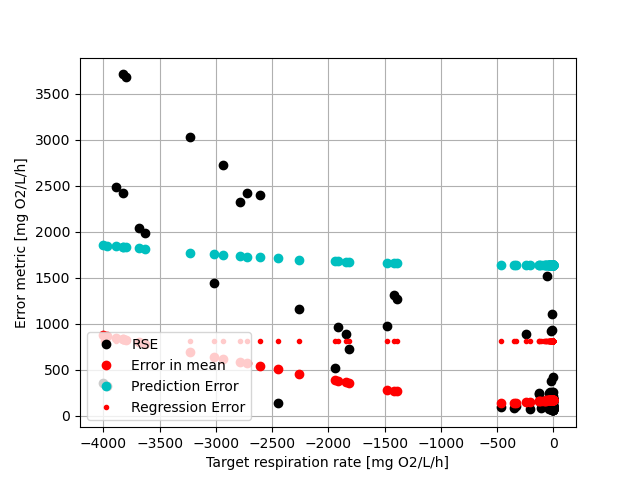 3500
3000
2500
2000
1500
1000
500
0
Error metric [mg O2/L/h]
RSE
Error in mean
Prediction Error
Regression Error
−4000 −3500 −3000 −2500 −2000 −1500 −1000 −500 0
Target respiration rate [mg O2/L/h]